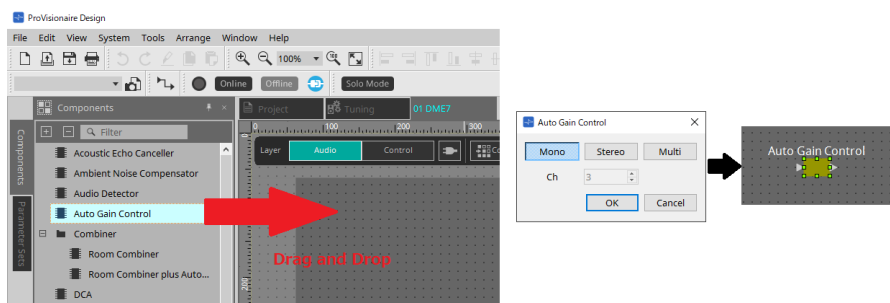 ProVisionaire Design
File Edit View System Tools Arrange Window Help
100%
Online Offline Solo Mode
Components
Project Tuning 01 DME7
Filter
0 100 200 300
Layer Audio Control
Components
Parameter Sets
Acoustic Echo Canceller
Ambient Noise Compensator
Audio Detector
Auto Gain Control
Combiner
Room Combiner
Room Combiner plus Auto...
DCA
Drag and Drop
Auto Gain Control
Mono Stereo Multi
Ch 3
OK Cancel
Auto Gain Control